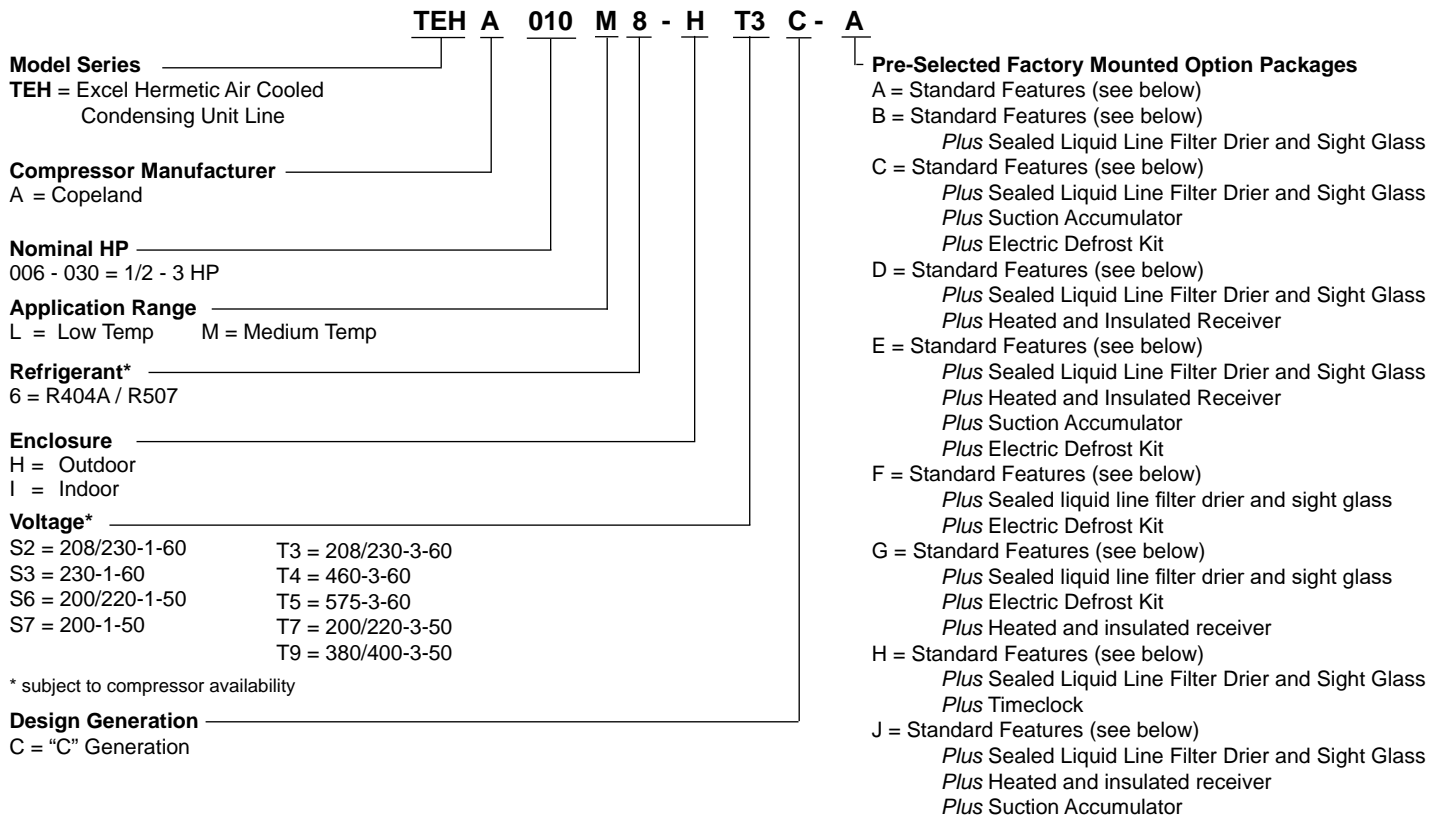 TEH A 010 M 8 - H T3 C - A
Model Series
TEH = Excel Hermetic Air Cooled
Condensing Unit Line
Compressor Manufacturer
A = Copeland
Nominal HP
006 - 030 = 1/2 - 3 HP
Application Range
L = Low Temp M = Medium Temp
Refrigerant*
6 = R404A / R507
Enclosure
H = Outdoor
I = Indoor
Voltage*
S2 = 208/230-1-60
S3 = 230-1-60
S6 = 200/220-1-50
S7 = 200-1-50
T3 = 208/230-3-60
T4 = 460-3-60
T5 = 575-3-60
T7 = 200/220-3-50
T9 = 380/400-3-50
* subject to compressor availability
Design Generation
C = “C” Generation
Pre-Selected Factory Mounted Option Packages
A = Standard Features (see below)
B = Standard Features (see below)
Plus Sealed Liquid Line Filter Drier and Sight Glass
C = Standard Features (see below)
Plus Sealed Liquid Line Filter Drier and Sight Glass
Plus Suction Accumulator
Plus Electric Defrost Kit
D = Standard Features (see below)
Plus Sealed Liquid Line Filter Drier and Sight Glass
Plus Heated and Insulated Receiver
E = Standard Features (see below)
Plus Sealed Liquid Line Filter Drier and Sight Glass
Plus Heated and Insulated Receiver
Plus Suction Accumulator
Plus Electric Defrost Kit
F = Standard Features (see below)
Plus Sealed liquid line filter drier and sight glass
Plus Electric Defrost Kit
G = Standard Features (see below)
Plus Sealed liquid line filter drier and sight glass
Plus Electric Defrost Kit
Plus Heated and insulated receiver
H = Standard Features (see below)
Plus Sealed Liquid Line Filter Drier and Sight Glass
Plus Timeclock
J = Standard Features (see below)
Plus Sealed Liquid Line Filter Drier and Sight Glass
Plus Heated and insulated receiver
Plus Suction Accumulator